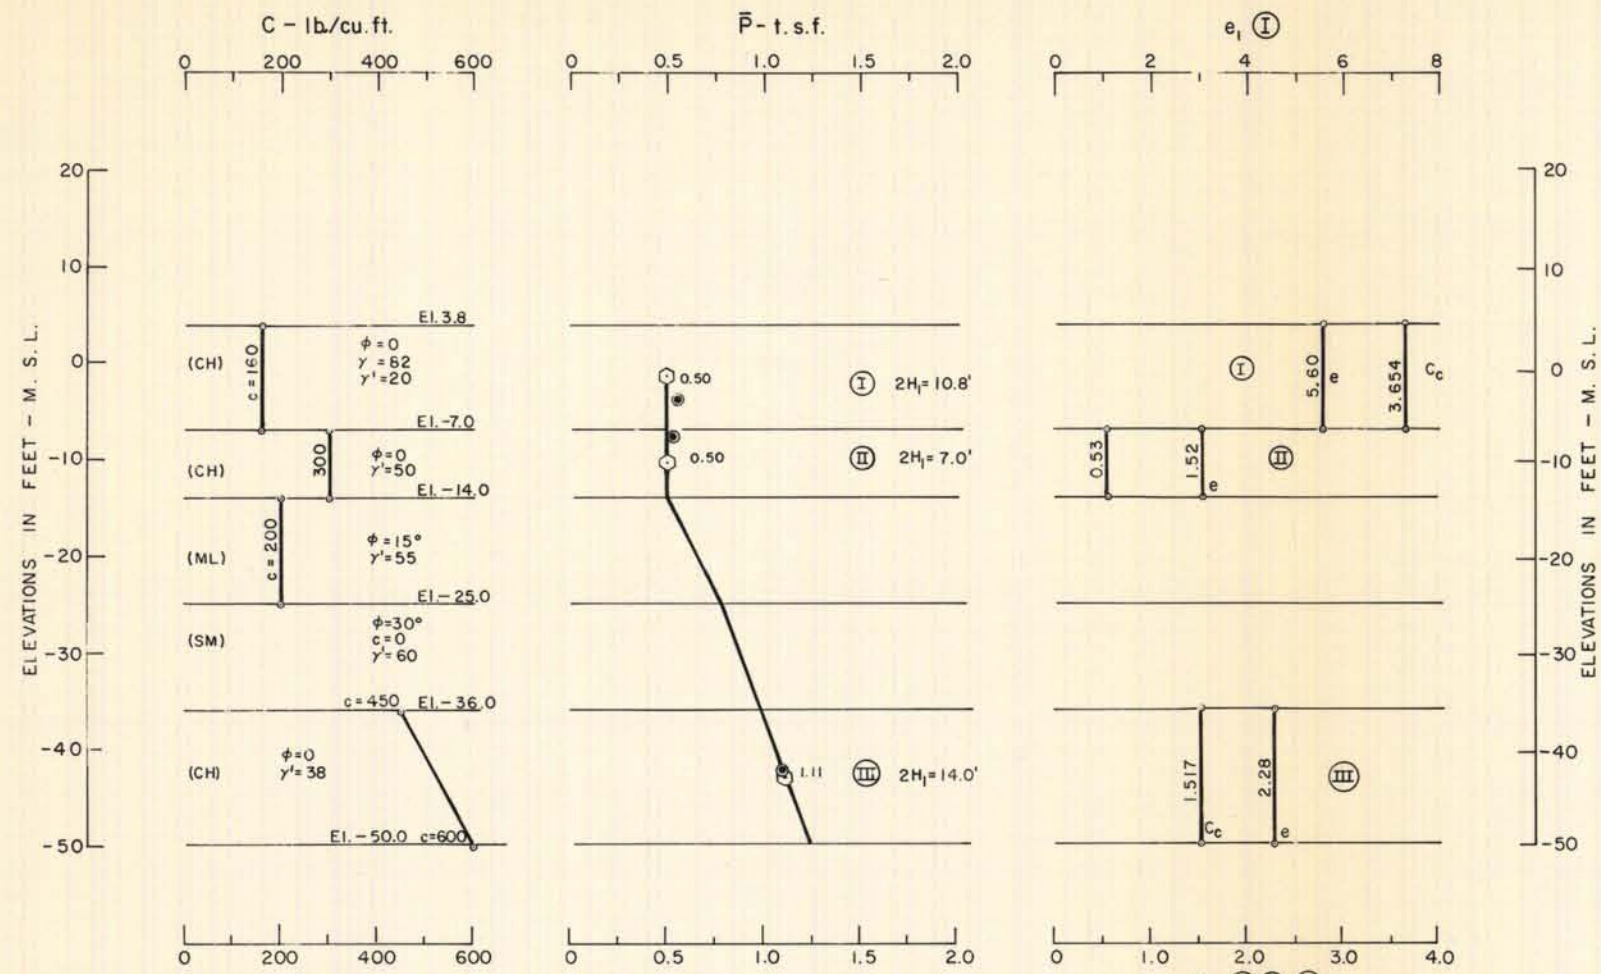 C - lb./cu. ft.
0 200 400 600
P̄ - t. s. f.
0 0.5 1.0 1.5 2.0
e₁ Ⓘ
0 2 4 6 8
ELEVATIONS IN FEET - M. S. L.
20
10
0
-10
-20
-30
-40
-50
El. 3.8
(CH)
c = 160
φ = 0
γ = 82
γ' = 20
El. -7.0
(CH)
300
φ = 0
γ' = 50
El. -14.0
(ML)
c = 200
φ = 15°
γ' = 55
El. -25.0
(SM)
φ = 30°
c = 0
γ' = 60
c = 450 El. -36.0
(CH)
φ = 0
γ' = 38
El. -50.0 c = 600
0 200 400 600
0.50
I 2H₁ = 10.8'
0.50
II 2H₁ = 7.0'
1.11
III 2H₁ = 14.0'
0 0.5 1.0 1.5 2.0
I
5.60
e
3.654
Cc
0.53
1.52
e
II
1.517
Cc
2.28
e
III
0 1.0 2.0 3.0 4.0
20
10
0
-10
-20
-30
-40
-50
ELEVATIONS IN FEET - M. S. L.